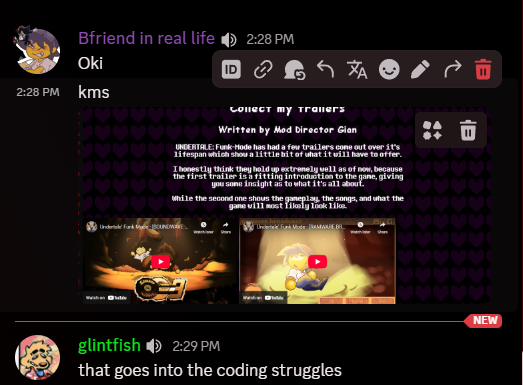 Bfriend in real life 2:28 PM
Oki
ID
2:28 PM kms
Collect my Trailers
Written by Mod Director Gian
UNDERTALE: Funk-Mode has had a few trailers come out over it's
lifespan which show a little bit of what it will have to offer.
I honestly think they hold up extremely well as of now, because
the first trailer is a fitting introduction to the game, giving
you some insight as to what it's all about.
While the second one shows the gameplay, the songs, and what the
game will most likely look like.
Undertale' Funk Mode - [SOUNDWARE... Watch later Share
Undertale' Funk Mode - [RAMWARE BR... Watch later Share
Watch on YouTube
Watch on YouTube
NEW
glintfish 2:29 PM
that goes into the coding struggles